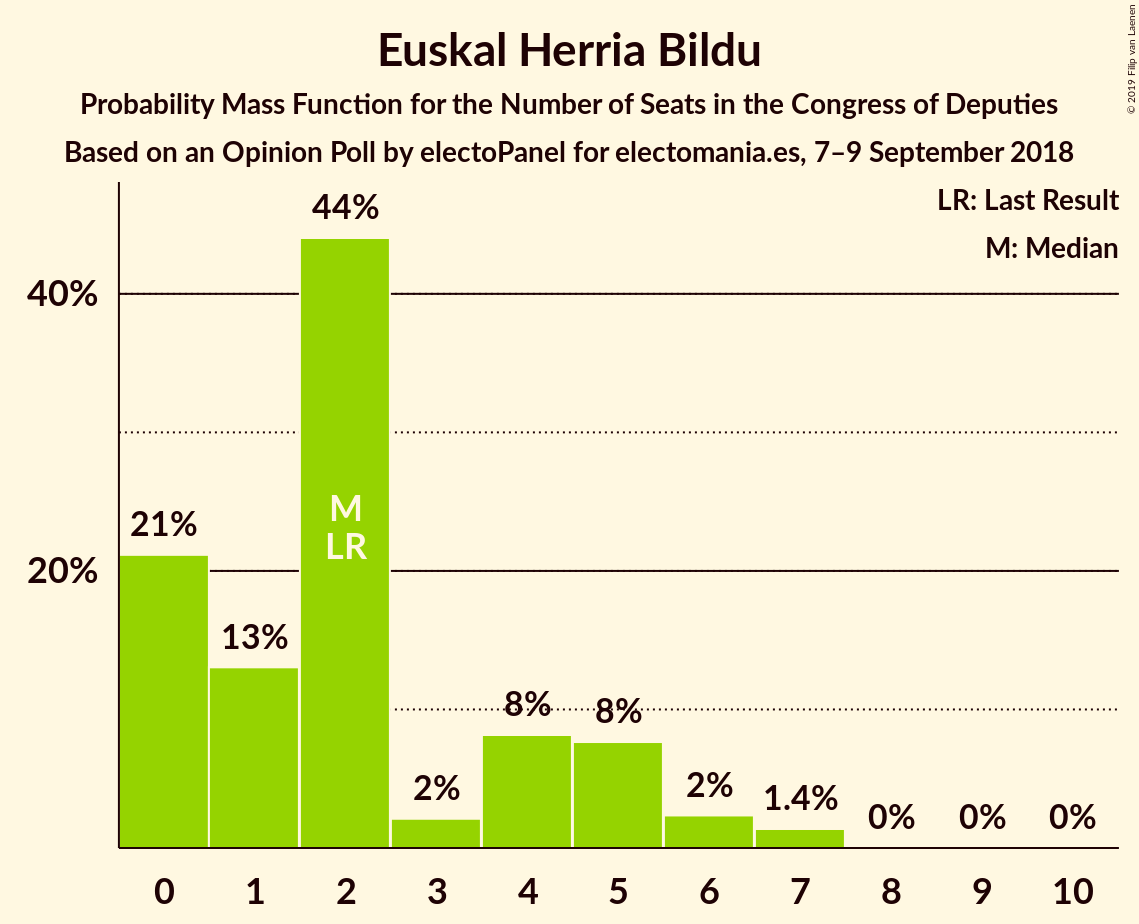 Euskal Herria Bildu
Probability Mass Function for the Number of Seats in the Congress of Deputies
Based on an Opinion Poll by electoPanel for electomania.es, 7–9 September 2018
© 2019 Filip van Laenen
LR: Last Result
M: Median
40%
20%
21%
13%
44%
M
LR
2%
8%
8%
2%
1.4%
0%
0%
0%
0 1 2 3 4 5 6 7 8 9 10